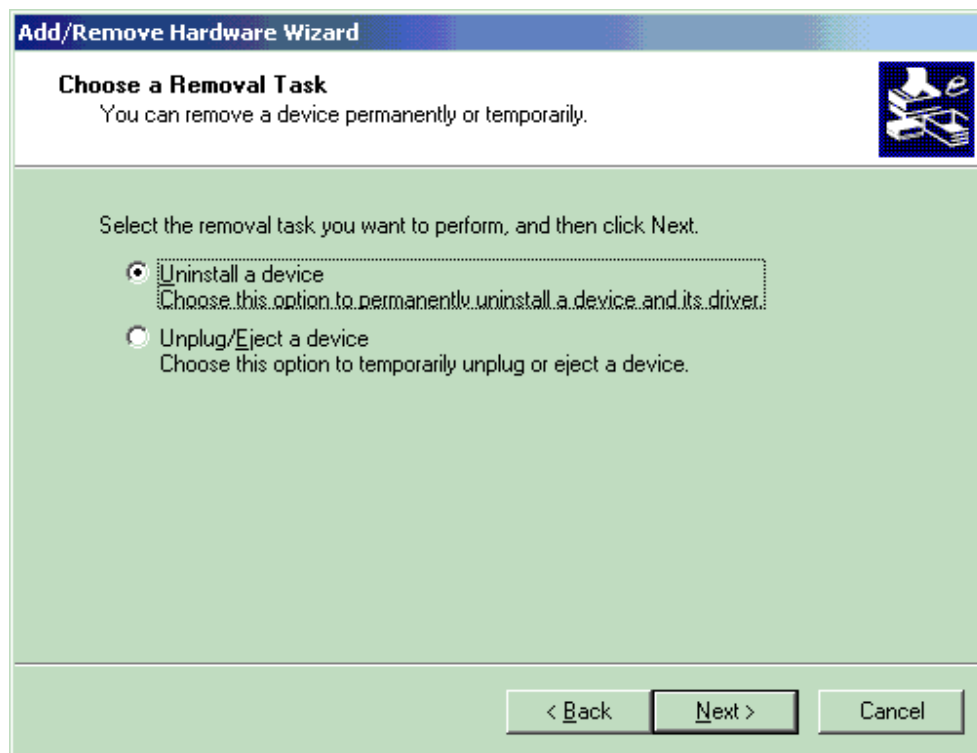 Add/Remove Hardware Wizard
Choose a Removal Task
You can remove a device permanently or temporarily.
Select the removal task you want to perform, and then click Next.
Uninstall a device
Choose this option to permanently uninstall a device and its driver.
Unplug/Eject a device
Choose this option to temporarily unplug or eject a device.
< Back Next > Cancel